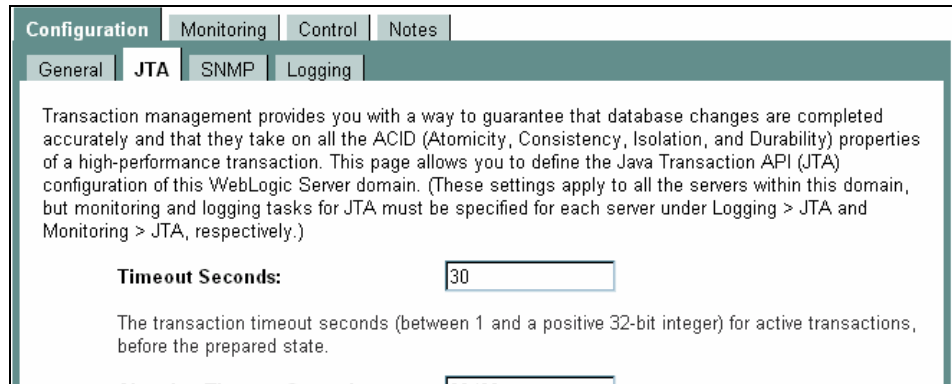 Configuration Monitoring Control Notes
General JTA SNMP Logging
Transaction management provides you with a way to guarantee that database changes are completed
accurately and that they take on all the ACID (Atomicity, Consistency, Isolation, and Durability) properties
of a high-performance transaction. This page allows you to define the Java Transaction API (JTA)
configuration of this WebLogic Server domain. (These settings apply to all the servers within this domain,
but monitoring and logging tasks for JTA must be specified for each server under Logging > JTA and
Monitoring > JTA, respectively.)
Timeout Seconds: 30
The transaction timeout seconds (between 1 and a positive 32-bit integer) for active transactions,
before the prepared state.